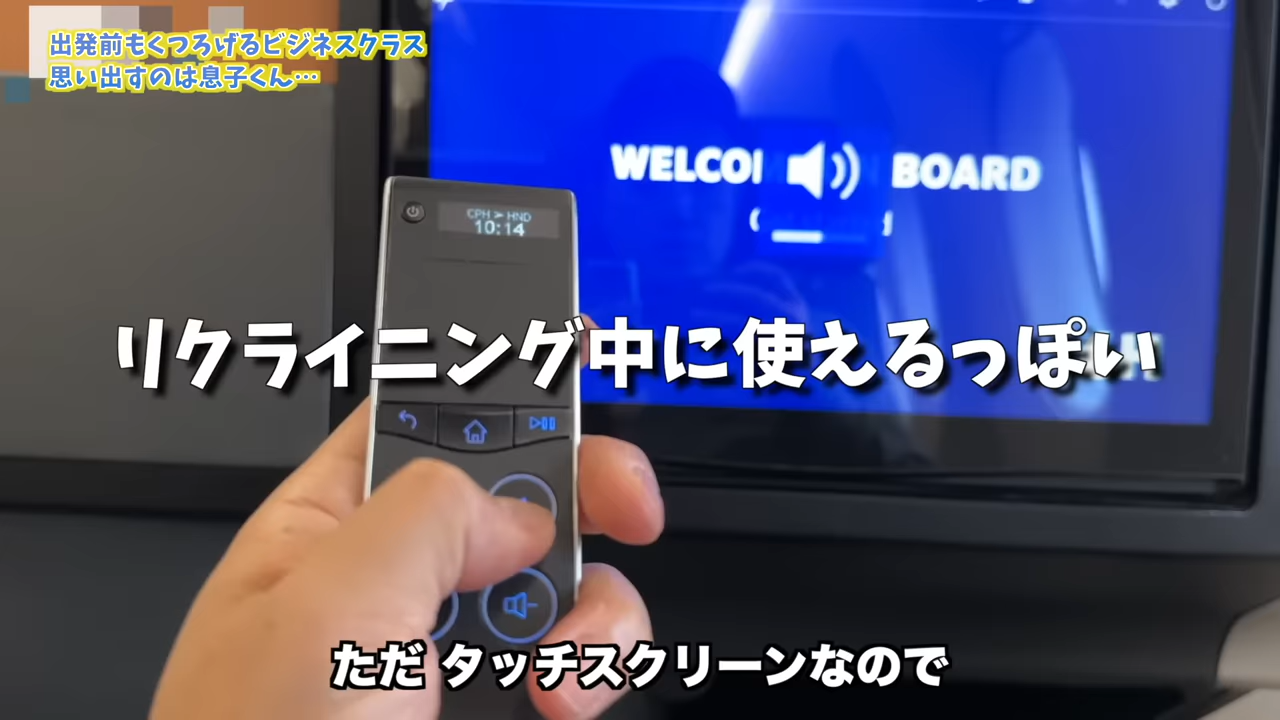 出発前もくつろげるビジネスクラス
思い出すのは息子くん…
CPH ➢ HND
10:14
BOARD
リクライニング中に使えるっぽい
ただ タッチスクリーンなので